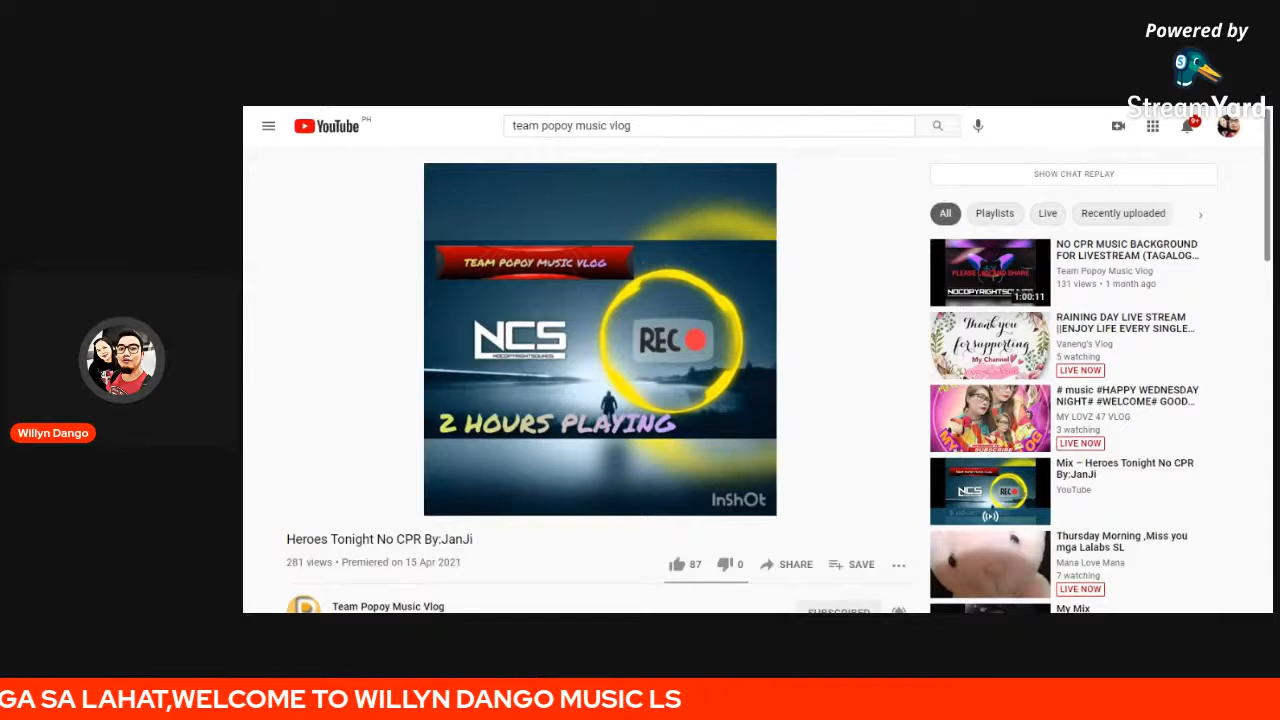 Powered by
StreamYard
YouTube PH
team popoy music vlog
9+
SHOW CHAT REPLAY
All
Playlists
Live
Recently uploaded
TEAM POPOY MUSIC VLOG
NCS
NOCOPYRIGHTSOUNDS
REC
2 HOURS PLAYING
InShOt
Heroes Tonight No CPR By:JanJi
281 views • Premiered on 15 Apr 2021
87
0
SHARE
SAVE
Team Popoy Music Vlog
SUBSCRIBED
PLEASE LIKE AND SHARE
1:00:11
NO CPR MUSIC BACKGROUND
FOR LIVESTREAM (TAGALOG...
Team Popoy Music Vlog
131 views • 1 month ago
Thank you
for supporting
My Channel
RAINING DAY LIVE STREAM
||ENJOY LIFE EVERY SINGLE...
Vaneng's Vlog
5 watching
LIVE NOW
# music #HAPPY WEDNESDAY
NIGHT# #WELCOME# GOOD...
MY LOVZ 47 VLOG
3 watching
LIVE NOW
NCS
REC
Mix – Heroes Tonight No CPR
By:JanJi
YouTube
Thursday Morning ,Miss you
mga Lalabs SL
Mana Love Mana
7 watching
LIVE NOW
My Mix
Willyn Dango
GA SA LAHAT,WELCOME TO WILLYN DANGO MUSIC LS